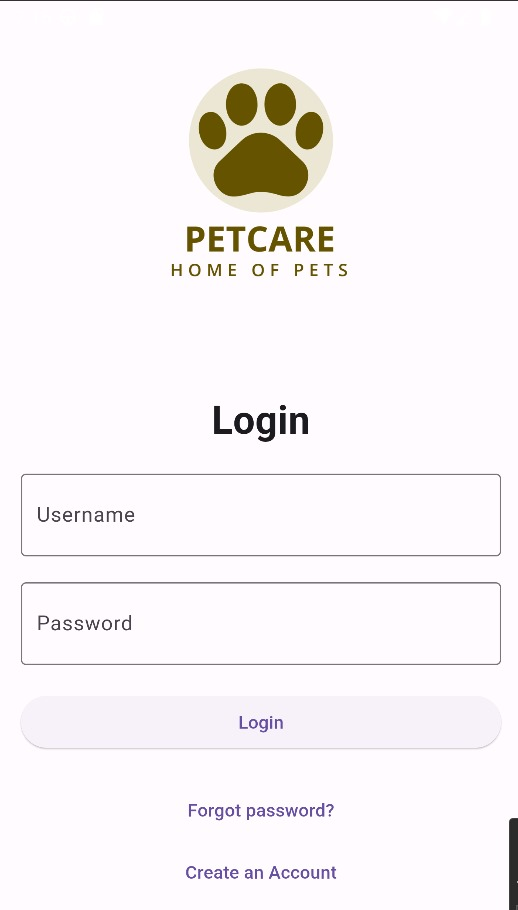 PETCARE
HOME OF PETS
Login
Username
Password
Login
Forgot password?
Create an Account